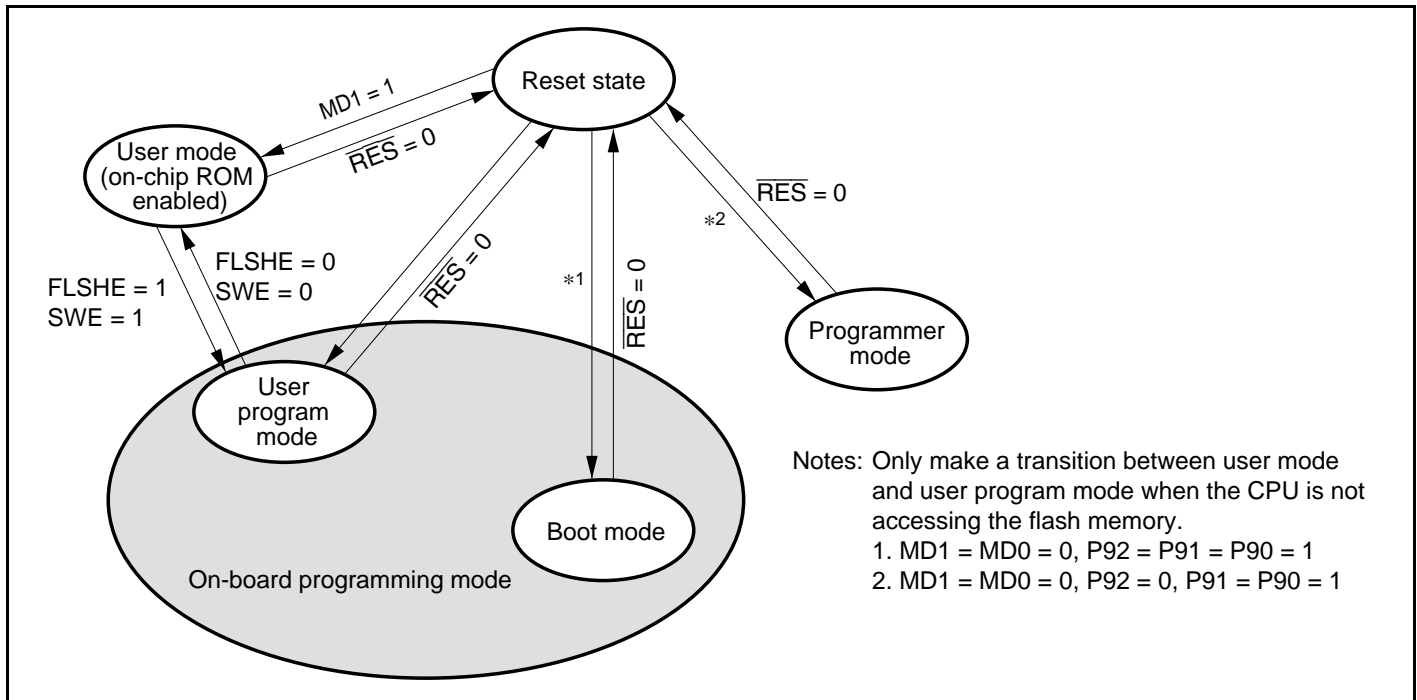 Reset state
MD1 = 1
RES = 0
User mode
(on-chip ROM
enabled)
RES = 0
*2
FLSHE = 0
SWE = 0
FLSHE = 1
SWE = 1
RES = 0
*1
RES = 0
Programmer
mode
User
program
mode
Boot mode
On-board programming mode
Notes: Only make a transition between user mode
and user program mode when the CPU is not
accessing the flash memory.
1. MD1 = MD0 = 0, P92 = P91 = P90 = 1
2. MD1 = MD0 = 0, P92 = 0, P91 = P90 = 1